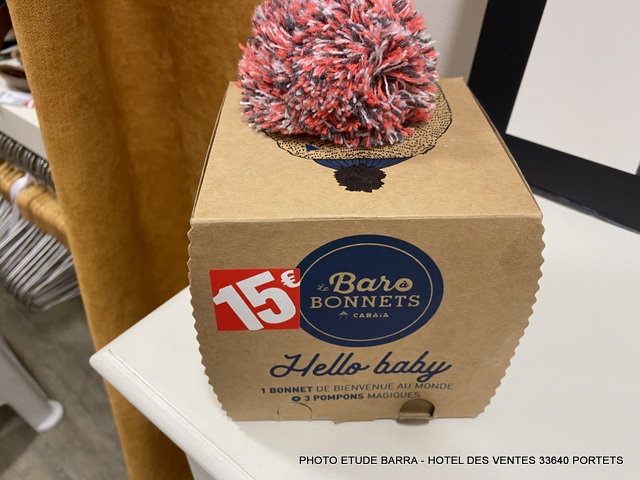 15€
Le Baro
BONNETS
CABAÏA
Hello baby
1 BONNET DE BIENVENUE AU MONDE
+ 3 POMPONS MAGIQUES
PHOTO ETUDE BARRA - HOTEL DES VENTES 33640 PORTETS